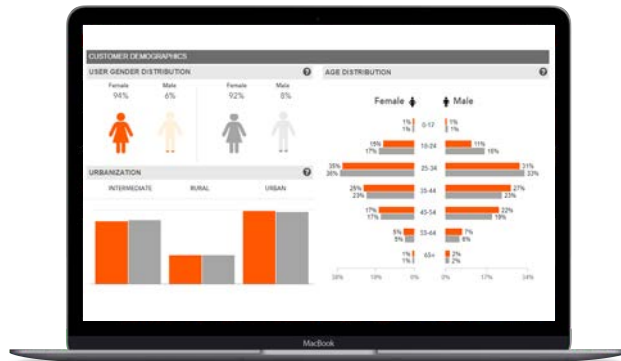 CUSTOMER DEMOGRAPHICS
USER GENDER DISTRIBUTION
Female Male Female Male
94% 6% 92% 8%
URBANIZATION
INTERMEDIATE RURAL URBAN
AGE DISTRIBUTION
Female Male
1% 0-17 1%
1% 1%
15% 18-24 11%
17% 16%
35% 25-34 31%
36% 33%
35-44 27%
23% 23%
17% 45-54 22%
17% 19%
5% 55-64 7%
5%
1% 65+ 2%
1% 2%
0% 0% 17% 34%
MacBook